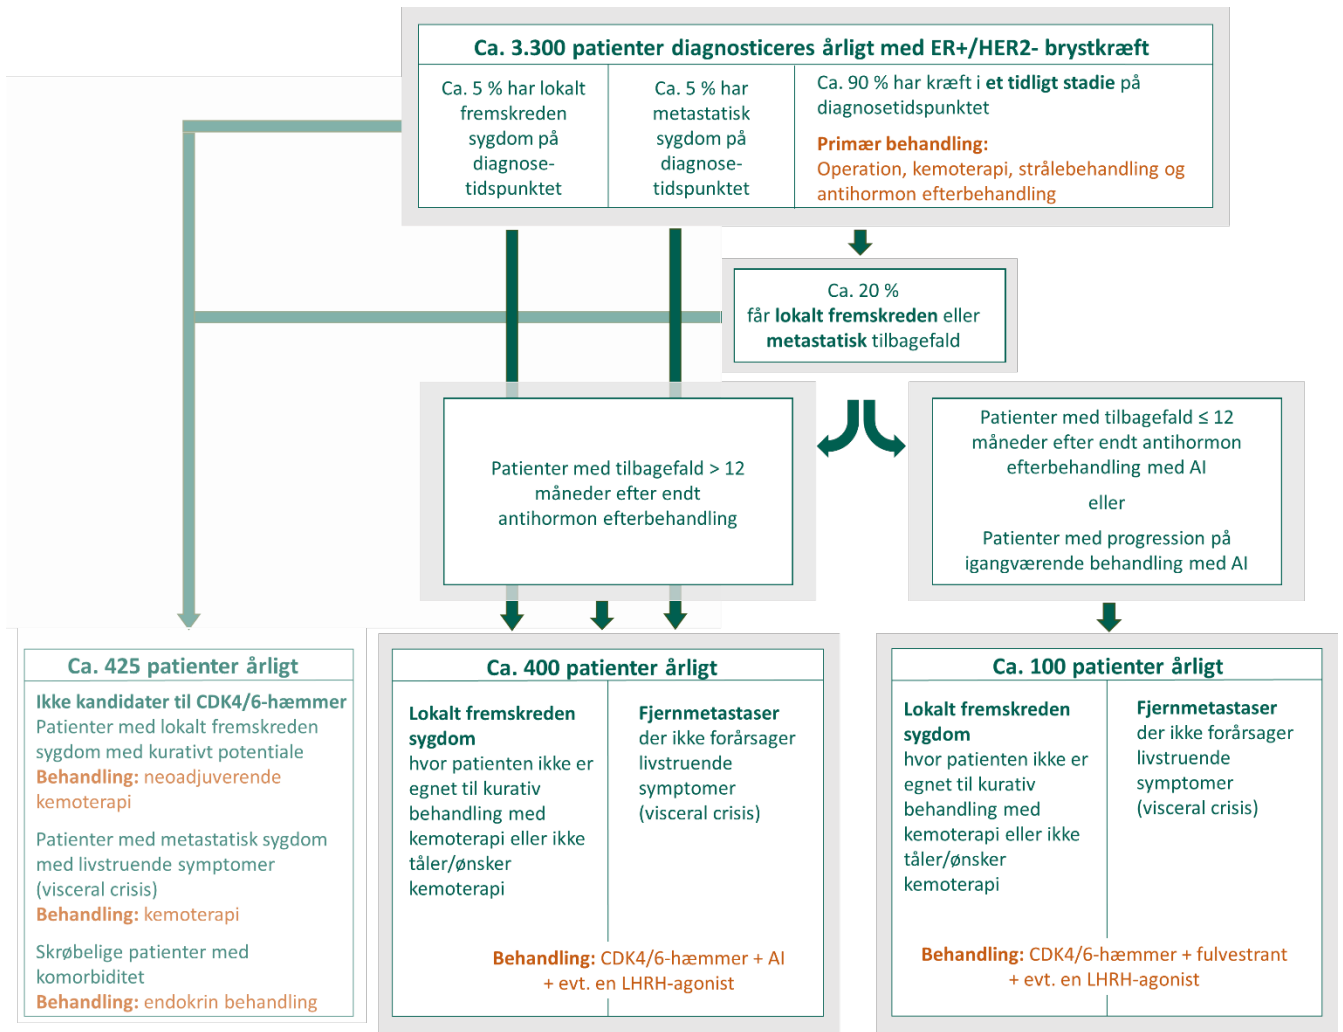 Ca. 3.300 patienter diagnosticeres årligt med ER+/HER2- brystkræft
Ca. 5 % har lokalt
fremskreden
sygdom på
diagnose-
tidspunktet
Ca. 5 % har
metastatisk
sygdom på
diagnose-
tidspunktet
Ca. 90 % har kræft i et tidligt stadie på
diagnosetidspunktet
Primær behandling:
Operation, kemoterapi, strålebehandling og
antihormon efterbehandling
Ca. 20 %
får lokalt fremskreden eller
metastatisk tilbagefald
Patienter med tilbagefald > 12
måneder efter endt
antihormon efterbehandling
Patienter med tilbagefald ≤ 12
måneder efter endt antihormon
efterbehandling med AI
eller
Patienter med progression på
igangværende behandling med AI
Ca. 425 patienter årligt
Ikke kandidater til CDK4/6-hæmmer
Patienter med lokalt fremskreden
sygdom med kurativt potentiale
Behandling: neoadjuverende
kemoterapi
Patienter med metastatisk sygdom
med livstruende symptomer
(visceral crisis)
Behandling: kemoterapi
Skrøbelige patienter med
komorbiditet
Behandling: endokrin behandling
Ca. 400 patienter årligt
Lokalt fremskreden
sygdom
hvor patienten ikke er
egnet til kurativ
behandling med
kemoterapi eller ikke
tåler/ønsker
kemoterapi
Fjernmetastaser
der ikke forårsager
livstruende
symptomer
(visceral crisis)
Behandling: CDK4/6-hæmmer + AI
+ evt. en LHRH-agonist
Ca. 100 patienter årligt
Lokalt fremskreden
sygdom
hvor patienten ikke er
egnet til kurativ
behandling med
kemoterapi eller ikke
tåler/ønsker
kemoterapi
Fjernmetastaser
der ikke forårsager
livstruende
symptomer
(visceral crisis)
Behandling: CDK4/6-hæmmer + fulvestrant
+ evt. en LHRH-agonist